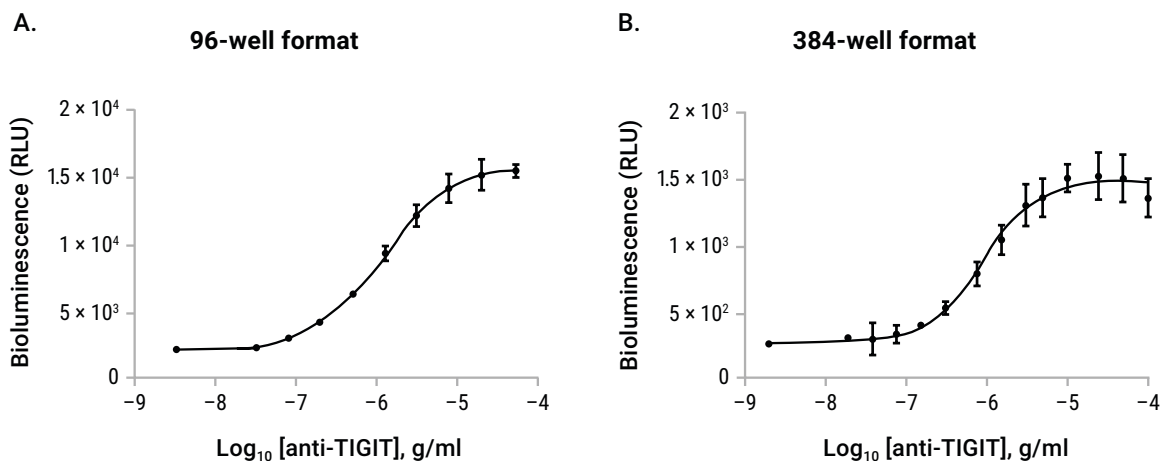 A.
96-well format
Bioluminescence (RLU)
2 × 10⁴
1.5 × 10⁴
1 × 10⁴
5 × 10³
0
−9
−8
−7
−6
−5
−4
Log₁₀ [anti-TIGIT], g/ml
B.
384-well format
Bioluminescence (RLU)
2 × 10³
1.5 × 10³
1 × 10³
5 × 10²
0
−9
−8
−7
−6
−5
−4
Log₁₀ [anti-TIGIT], g/ml